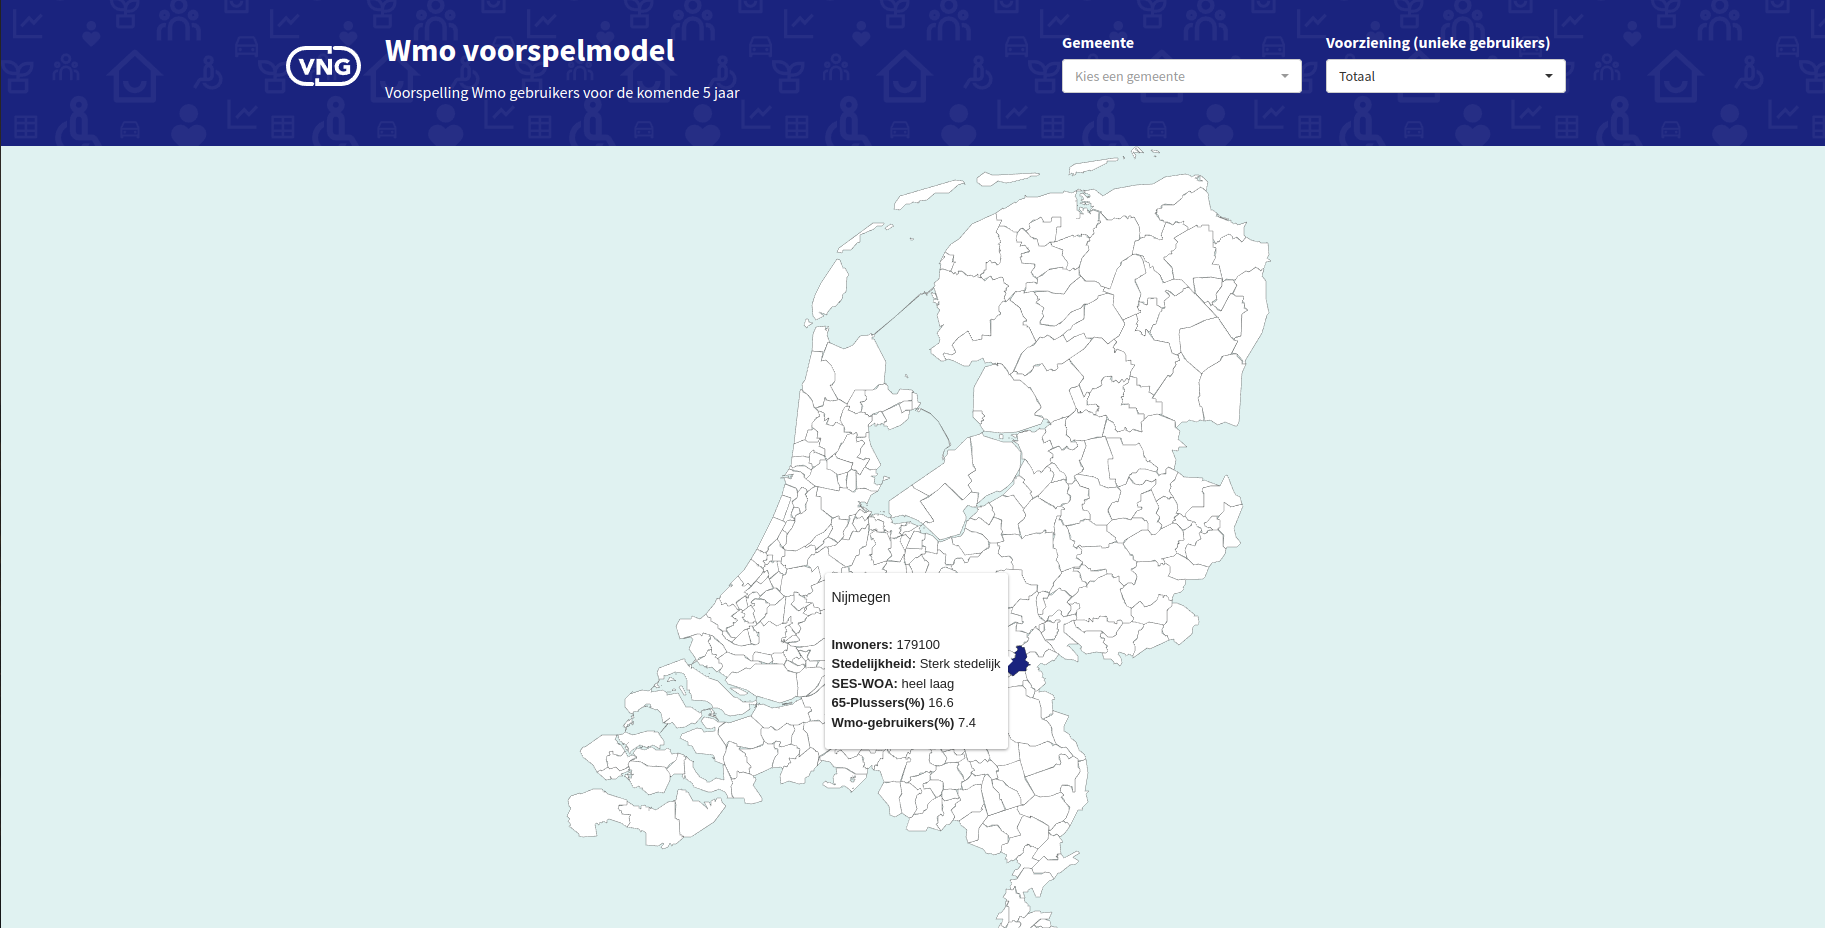 VNG
Wmo voorspelmodel
Voorspelling Wmo gebruikers voor de komende 5 jaar
Gemeente
Kies een gemeente
Voorziening (unieke gebruikers)
Totaal
Nijmegen
Inwoners: 179100
Stedelijkheid: Sterk stedelijk
SES-WOA: heel laag
65-Plussers(%) 16.6
Wmo-gebruikers(%) 7.4